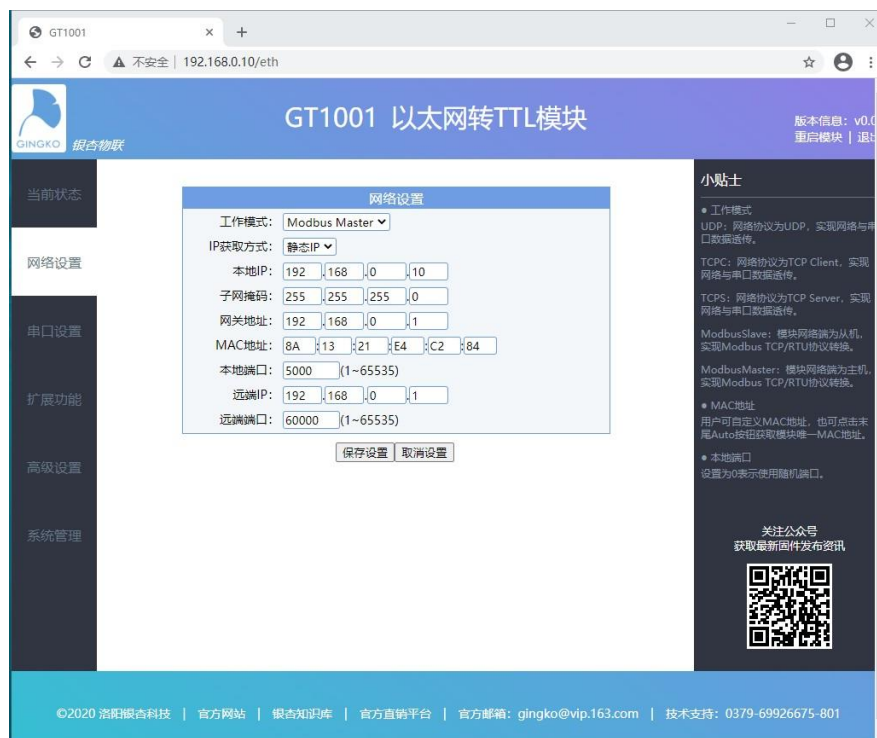 GT1001
不安全 | 192.168.0.10/eth
GINGKO 银杏物联
GT1001 以太网转TTL模块
版本信息: v0.0
重启模块 | 退
当前状态
网络设置
串口设置
扩展功能
高级设置
系统管理
网络设置
工作模式: Modbus Master
IP获取方式: 静态IP
本地IP: 192 .168 .0 .10
子网掩码: 255 .255 .255 .0
网关地址: 192 .168 .0 .1
MAC地址: 8A :13 :21 :E4 :C2 :84
本地端口: 5000 (1~65535)
远端IP: 192 .168 .0 .1
远端端口: 60000 (1~65535)
保存设置 取消设置
小贴士
● 工作模式
UDP: 网络协议为UDP, 实现网络与串
口数据透传。
TCPC: 网络协议为TCP Client, 实现
网络与串口数据透传。
TCPS: 网络协议为TCP Server, 实现
网络与串口数据透传。
ModbusSlave: 模块网络端为从机,
实现Modbus TCP/RTU协议转换。
ModbusMaster: 模块网络端为主机,
实现Modbus TCP/RTU协议转换。
● MAC地址
用户可自定义MAC地址, 也可点击末
尾Auto按钮获取模块唯一MAC地址。
● 本地端口
设置为0表示使用随机端口。
关注公众号
获取最新固件发布资讯
©2020 洛阳银杏科技 | 官方网站 | 银杏知识库 | 官方直销平台 | 官方邮箱: gingko@vip.163.com | 技术支持: 0379-69926675-801